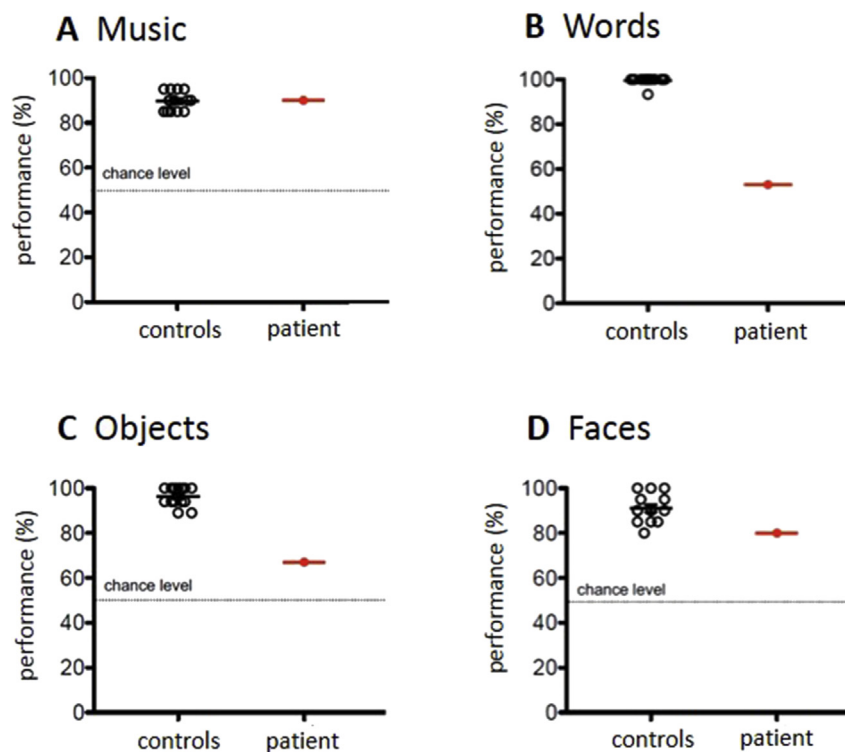 A Music
performance (%)
100
80
60
40
20
0
chance level
controls
patient
B Words
performance (%)
100
80
60
40
20
0
controls
patient
C Objects
performance (%)
100
80
60
40
20
0
chance level
controls
patient
D Faces
performance (%)
100
80
60
40
20
0
chance level
controls
patient